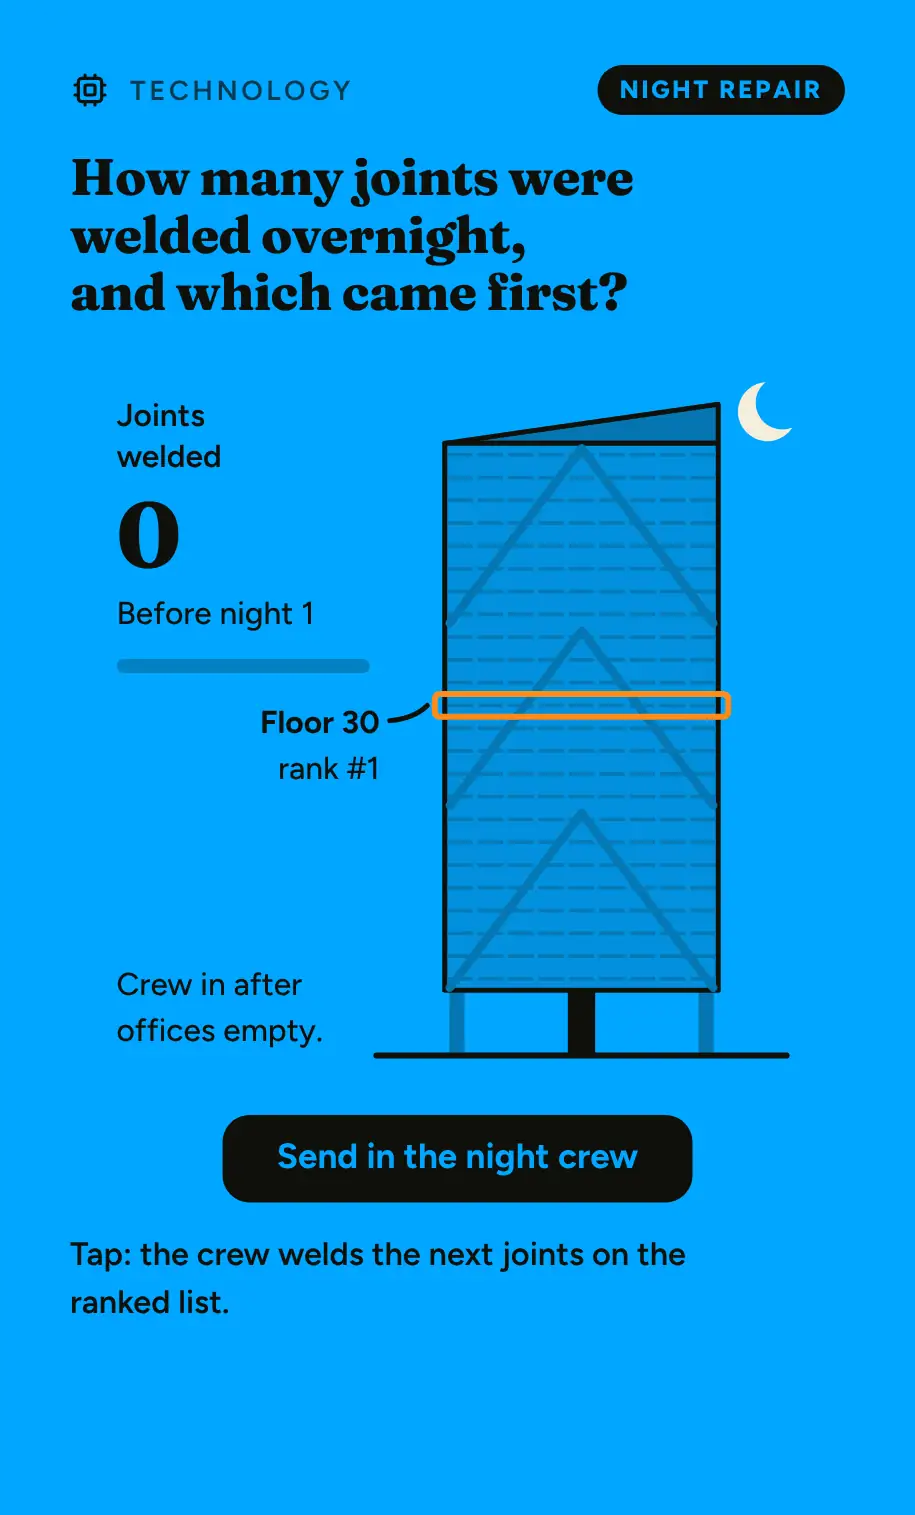 TECHNOLOGY
NIGHT REPAIR
How many joints were
welded overnight,
and which came first?
Joints
welded
0
Before night 1
Floor 30
rank #1
Crew in after
offices empty.
Send in the night crew
Tap: the crew welds the next joints on the
ranked list.